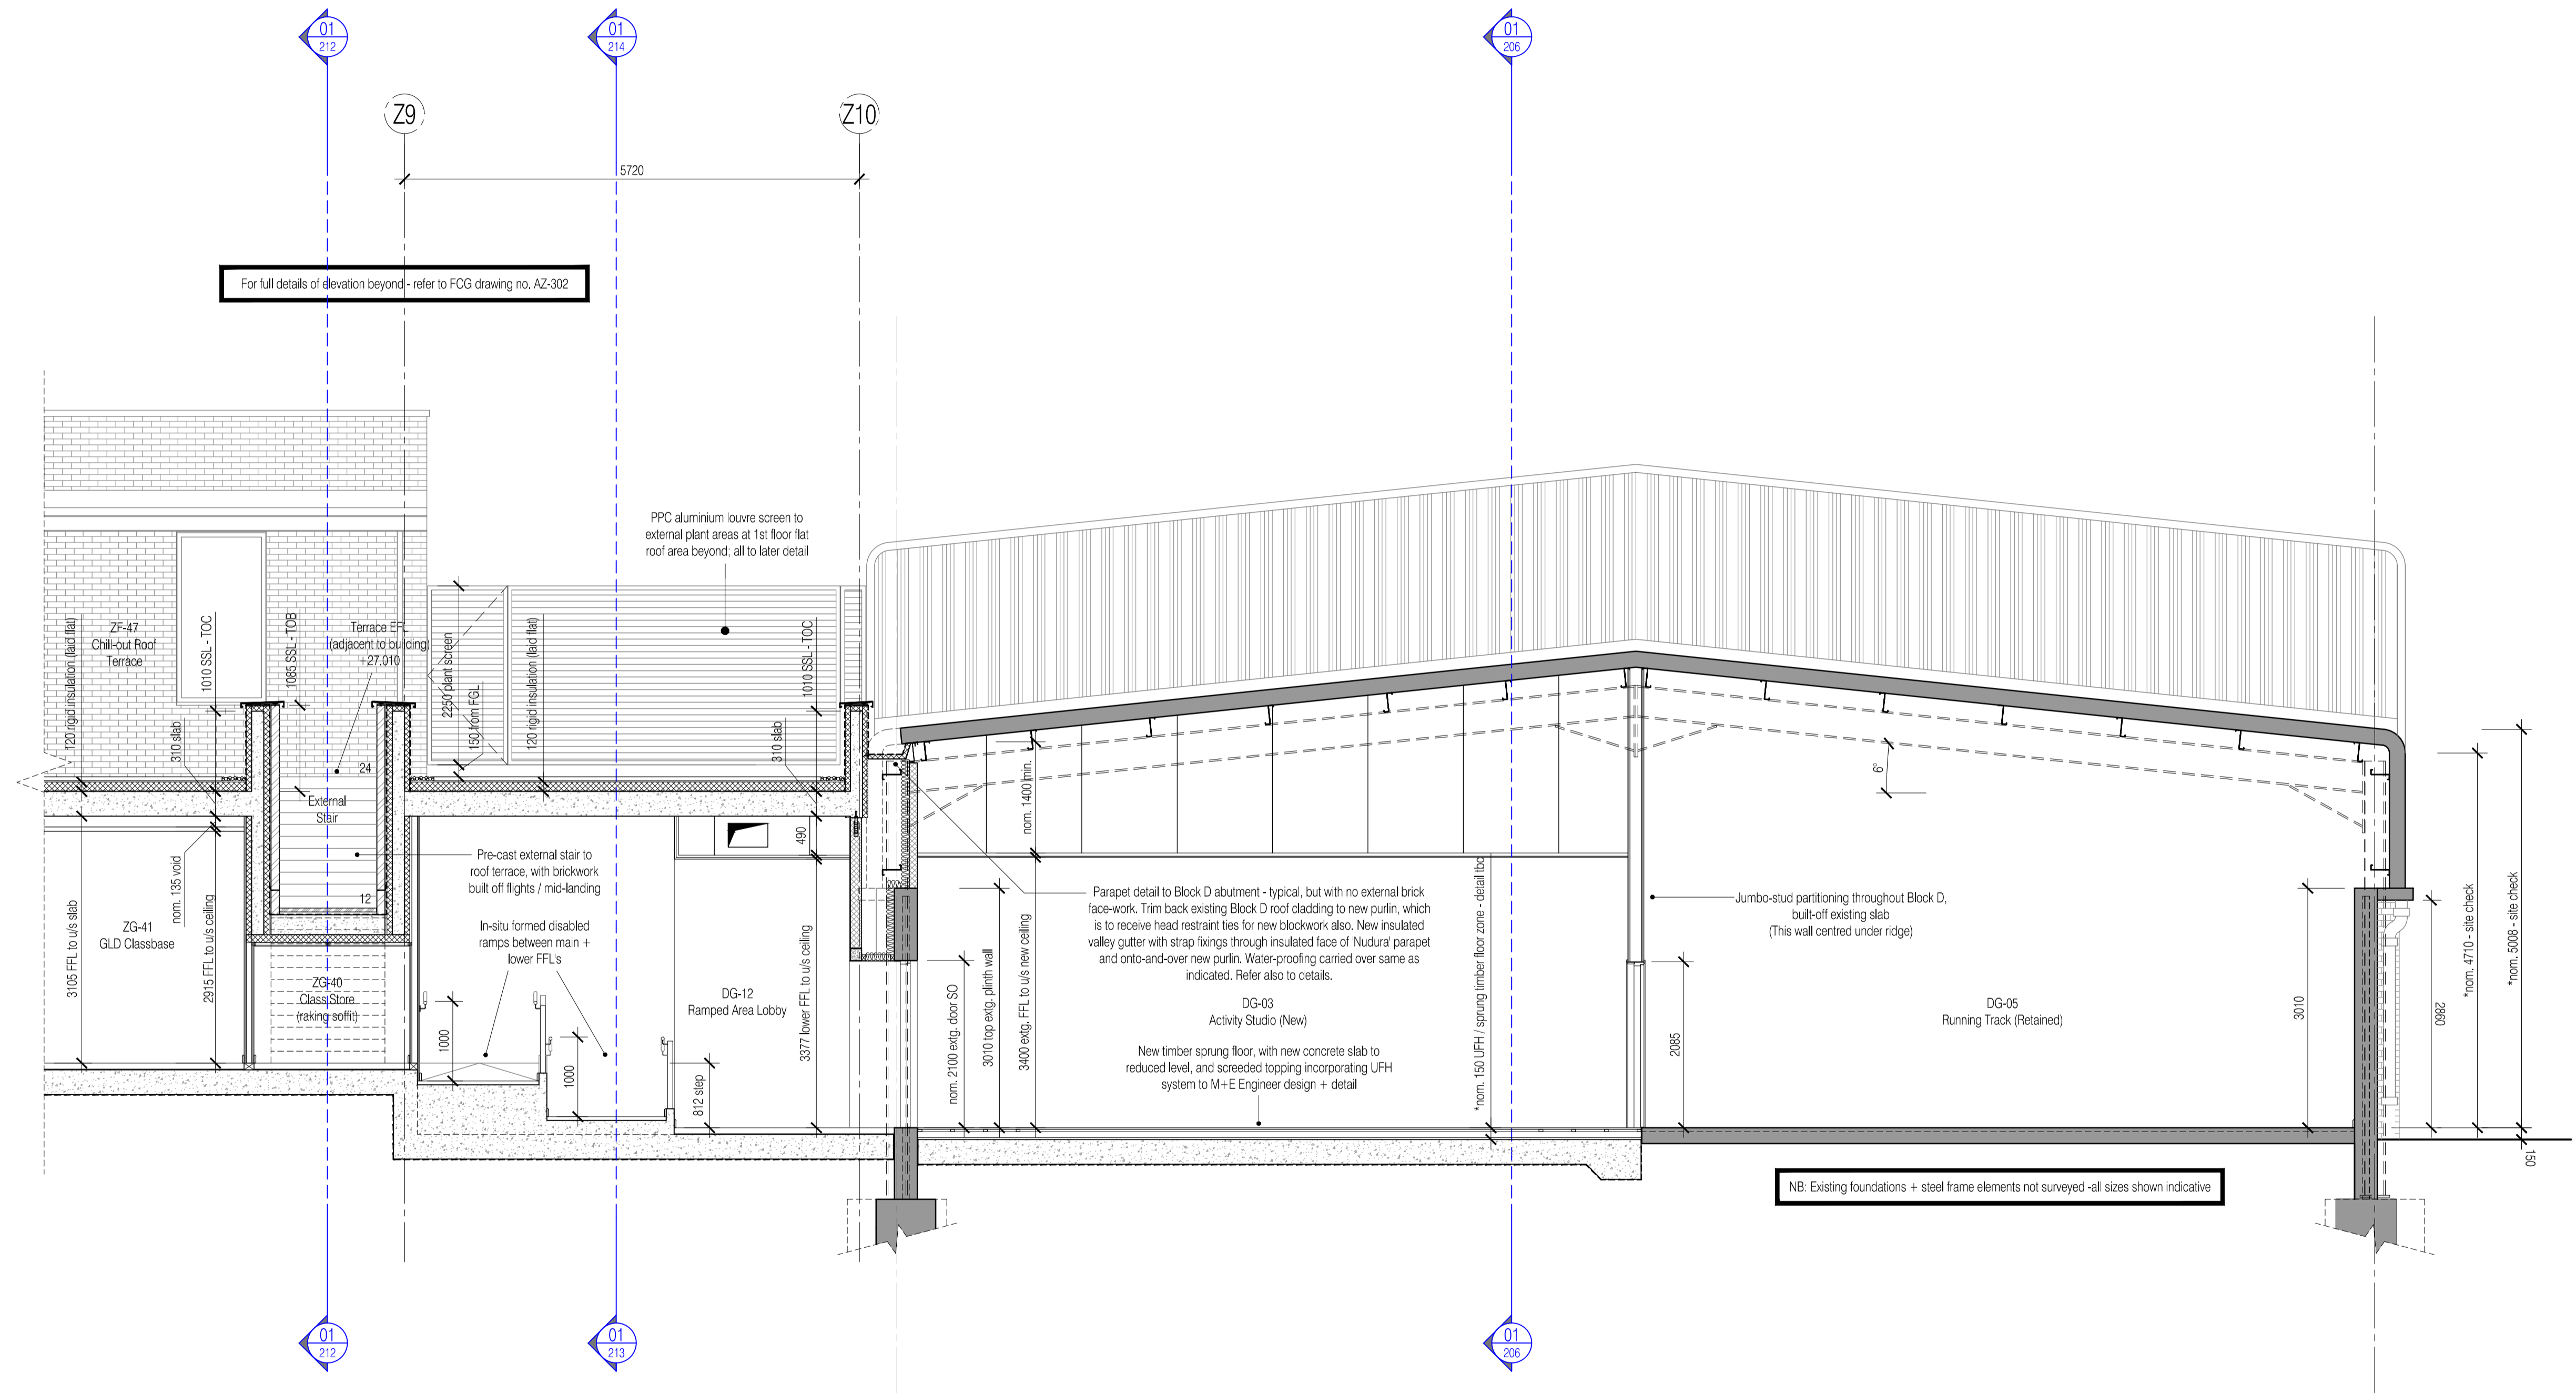 01
212
01
214
01
206
Z9
Z10
5720
For full details of elevation beyond - refer to FCG drawing no. AZ-302
PPC aluminium louvre screen to
external plant areas at 1st floor flat
roof area beyond; all to later detail
ZF-47
Chill-out Roof
Terrace
120 rigid insulation (laid flat)
1010 SSL - TOC
1085 SSL - TOB
Terrace EFL
(adjacent to building)
+27.010
2250 plant screen
150 from FGL
120 rigid insulation (laid flat)
1010 SSL - TOC
310 slab
310 slab
24
External
Stair
12
490
nom. 1400 min.
6°
Pre-cast external stair to
roof terrace, with brickwork
built off flights / mid-landing
In-situ formed disabled
ramps between main +
lower FFL's
3105 FFL to u/s slab
ZG-41
GLD Classbase
nom. 135 void
2915 FFL to u/s ceiling
ZG-40
Class Store
(raking soffit)
1000
1000
812 step
DG-12
Ramped Area Lobby
3377 lower FFL to u/s ceiling
nom. 2100 extg. door SO
3010 top extg. plinth wall
3400 extg. FFL to u/s new ceiling
Parapet detail to Block D abutment - typical, but with no external brick
face-work. Trim back existing Block D roof cladding to new purlin, which
is to receive head restraint ties for new blockwork also. New insulated
valley gutter with strap fixings through insulated face of 'Nudura' parapet
and onto-and-over new purlin. Water-proofing carried over same as
indicated. Refer also to details.
DG-03
Activity Studio (New)
New timber sprung floor, with new concrete slab to
reduced level, and screeded topping incorporating UFH
system to M+E Engineer design + detail
*nom. 150 UFH / sprung timber floor zone - detail tbc
2085
Jumbo-stud partitioning throughout Block D,
built-off existing slab
(This wall centred under ridge)
DG-05
Running Track (Retained)
3010
2860
*nom. 4710 - site check
*nom. 5008 - site check
150
NB: Existing foundations + steel frame elements not surveyed -all sizes shown indicative
01
212
01
213
01
206